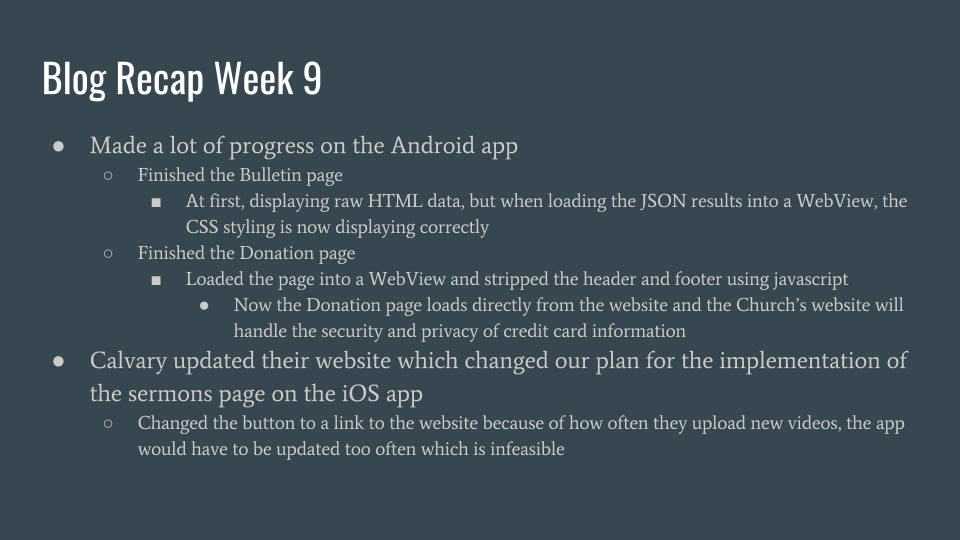 Blog Recap Week 9
● Made a lot of progress on the Android app
○ Finished the Bulletin page
■ At first, displaying raw HTML data, but when loading the JSON results into a WebView, the
CSS styling is now displaying correctly
○ Finished the Donation page
■ Loaded the page into a WebView and stripped the header and footer using javascript
● Now the Donation page loads directly from the website and the Church’s website will
handle the security and privacy of credit card information
● Calvary updated their website which changed our plan for the implementation of
the sermons page on the iOS app
○ Changed the button to a link to the website because of how often they upload new videos, the app
would have to be updated too often which is infeasible